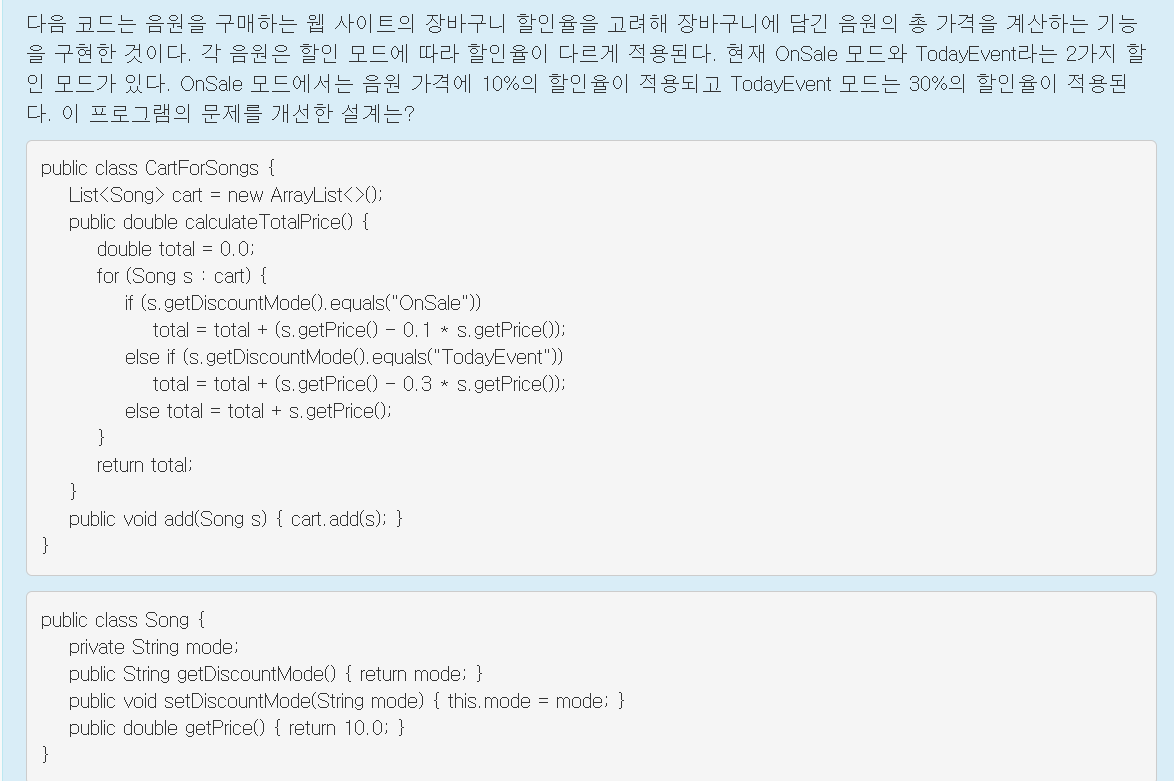 다음 코드는 음원을 구매하는 웹 사이트의 장바구니 할인율을 고려해 장바구니에 담긴 음원의 총 가격을 계산하는 기능
을 구현한 것이다. 각 음원은 할인 모드에 따라 할인율이 다르게 적용된다. 현재 OnSale 모드와 TodayEvent라는 2가지 할
인 모드가 있다. OnSale 모드에서는 음원 가격에 10%의 할인율이 적용되고 TodayEvent 모드는 30%의 할인율이 적용된
다. 이 프로그램의 문제를 개선한 설계는?
public class CartForSongs {
List<Song> cart = new ArrayList<>();
public double calculateTotalPrice() {
double total = 0.0;
for (Song s : cart) {
if (s.getDiscountMode().equals("OnSale"))
total = total + (s.getPrice() - 0.1 * s.getPrice());
else if (s.getDiscountMode().equals("TodayEvent"))
total = total + (s.getPrice() - 0.3 * s.getPrice());
else total = total + s.getPrice();
}
return total;
}
public void add(Song s) { cart.add(s); }
}
public class Song {
private String mode;
public String getDiscountMode() { return mode; }
public void setDiscountMode(String mode) { this.mode = mode; }
public double getPrice() { return 10.0; }
}